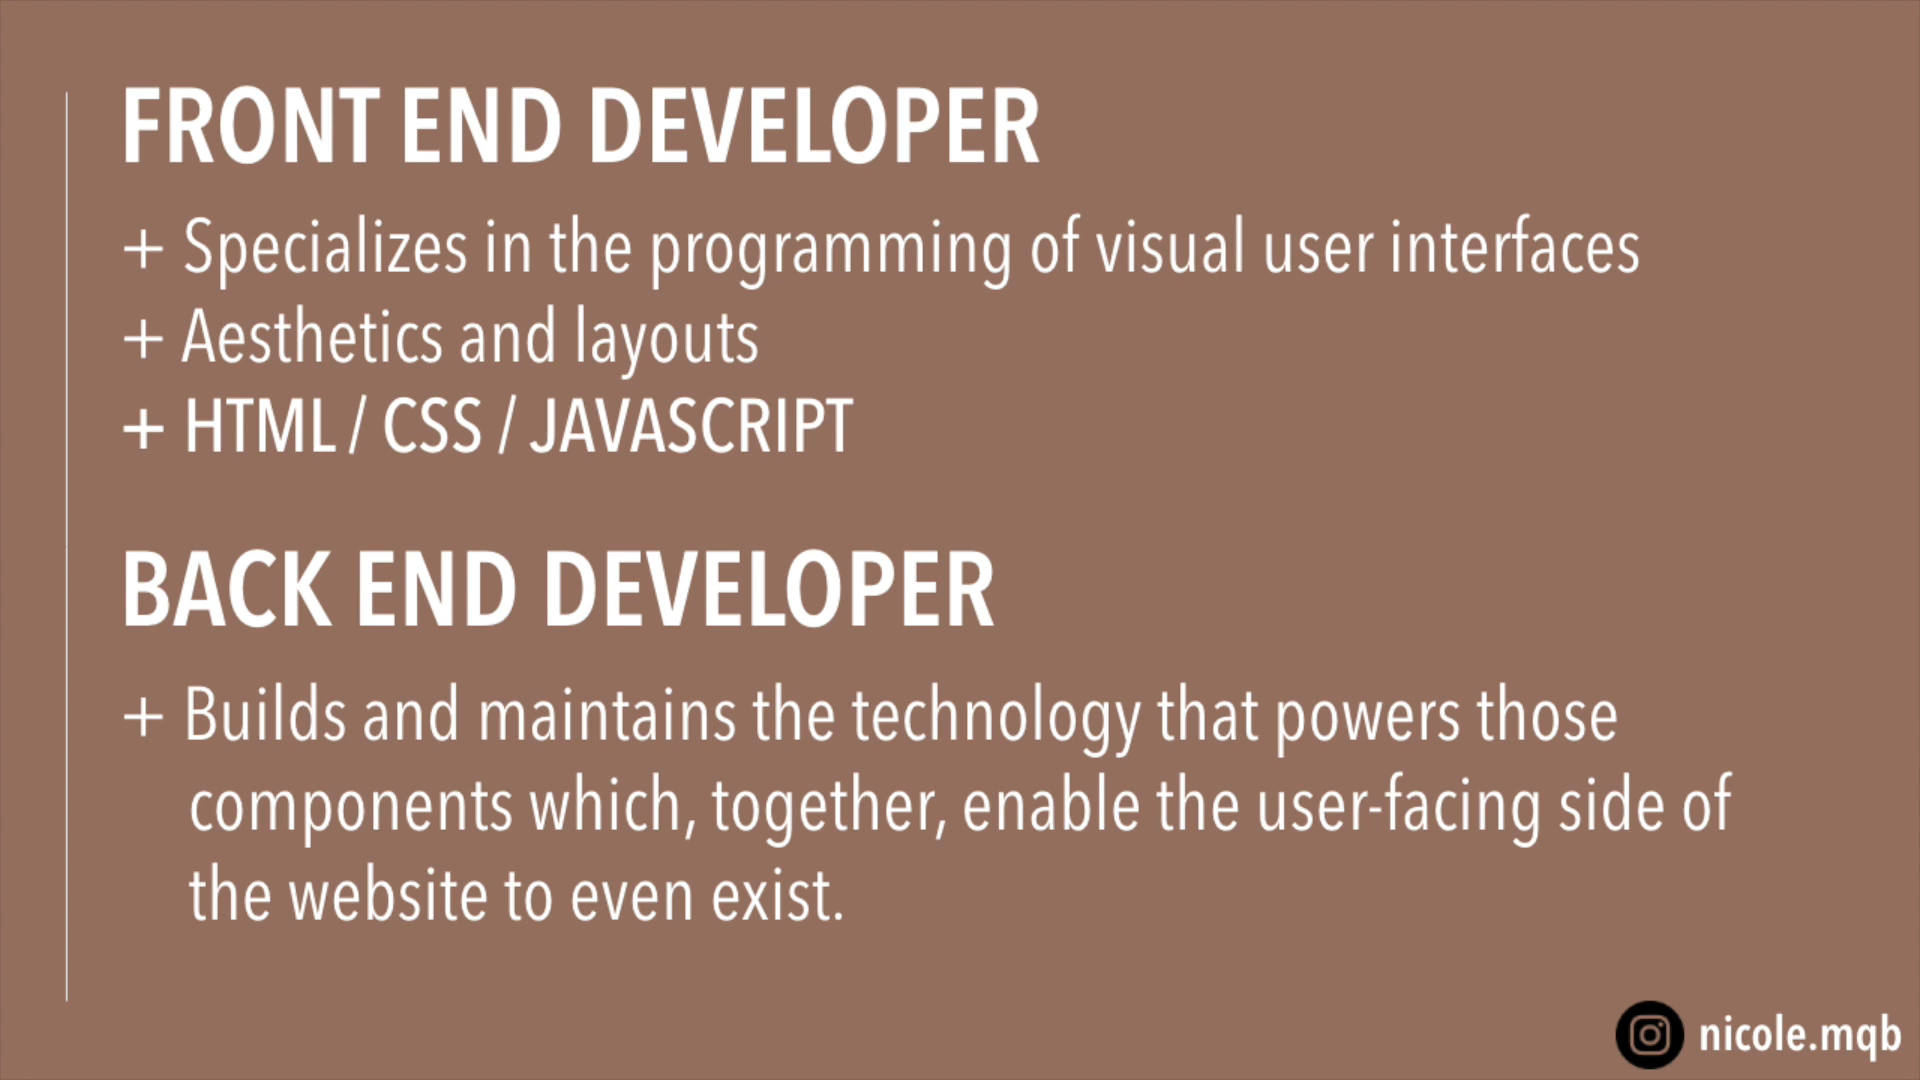 FRONT END DEVELOPER
+ Specializes in the programming of visual user interfaces
+ Aesthetics and layouts
+ HTML / CSS / JAVASCRIPT
BACK END DEVELOPER
+ Builds and maintains the technology that powers those
components which, together, enable the user-facing side of
the website to even exist.
nicole.mqb